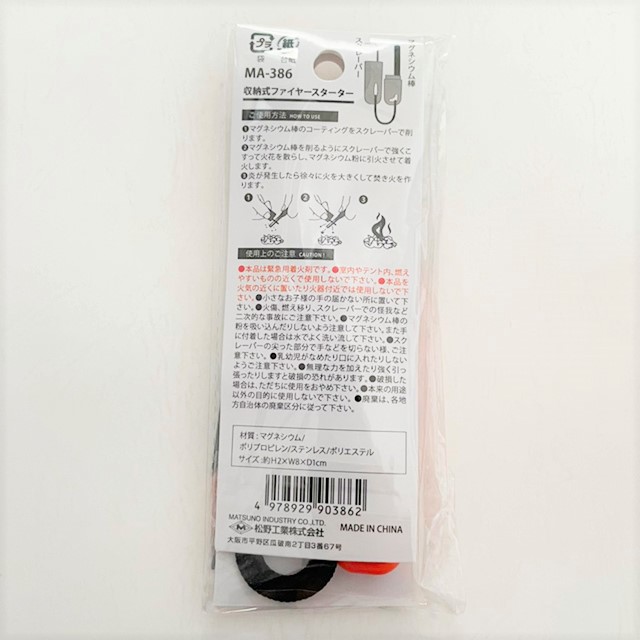 プラ 紙
袋 台紙
MA-386
収納式ファイヤースターター
スクレーパー
マグネシウム棒
ご使用方法 HOW TO USE
❶マグネシウム棒のコーティングをスクレーパーで削
ります。
❷マグネシウム棒を削るようにスクレーパーで強くこ
すって火花を散らし、マグネシウム粉に引火させて着
火します。
❸炎が発生したら徐々に火を大きくして焚き火を作
ります。
❶ ❷ ❸
使用上のご注意 CAUTION!
●本品は緊急用着火剤です。●室内やテント内、燃え
やすいものの近くで使用しないで下さい。●本品を
火気の近くに置いたり火器付近では使用しないで下
さい。●小さなお子様の手の届かない所に置いて下
さい。●火傷、燃え移り、スクレーパーでの怪我など
二次的な事故にご注意下さい。●マグネシウム棒の
粉を吸い込んだりしないよう注意して下さい。また手
に付着した場合は水でよく洗い流して下さい。●スク
レーパーの尖った部分で手などを切らない様、ご注
意下さい。●乳幼児がなめたり口に入れたりしない
ようご注意下さい。●無理な力を加えたり強く引っ
張ったりしますと破損の恐れがあります。●破損した
場合は、ただちに使用をおやめ下さい。●本来の用途
以外の目的に使用しないで下さい。●廃棄は、各地
方自治体の廃棄区分に従って下さい。
材質:マグネシウム/
ポリプロピレン/ステンレス/ポリエステル
サイズ:約H2×W8×D1cm
4 978929 903862
MATSUNO INDUSTRY CO.,LTD.
M 松野工業株式会社
MADE IN CHINA
大阪市平野区瓜破南2丁目3番67号